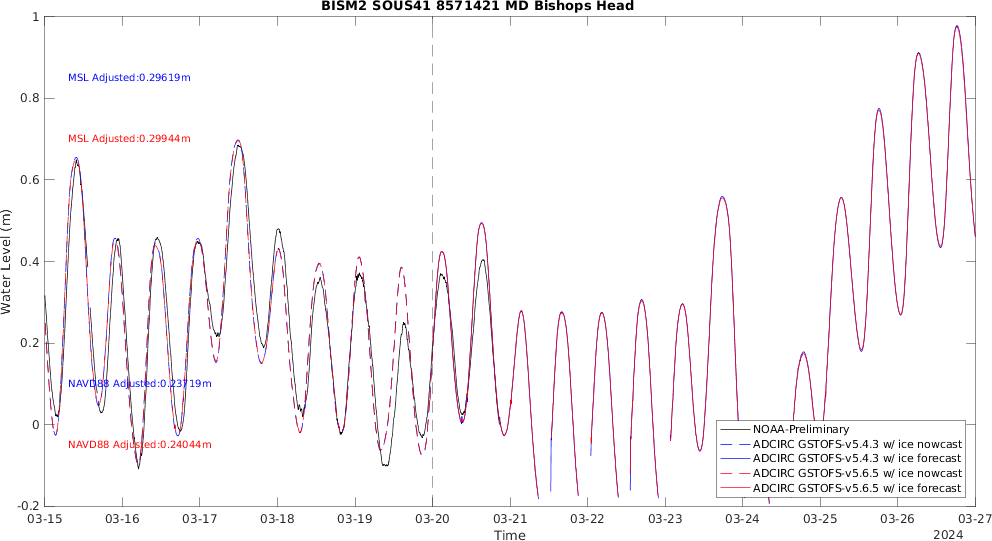 BISM2 SOUS41 8571421 MD Bishops Head
1
0.8
0.6
0.4
0.2
0
-0.2
Water Level (m)
MSL Adjusted:0.29619m
MSL Adjusted:0.29944m
NAVD88 Adjusted:0.23719m
NAVD88 Adjusted:0.24044m
NOAA-Preliminary
ADCIRC GSTOFS-v5.4.3 w/ ice nowcast
ADCIRC GSTOFS-v5.4.3 w/ ice forecast
ADCIRC GSTOFS-v5.6.5 w/ ice nowcast
ADCIRC GSTOFS-v5.6.5 w/ ice forecast
03-15 03-16 03-17 03-18 03-19 03-20 03-21 03-22 03-23 03-24 03-25 03-26 03-27
Time
2024